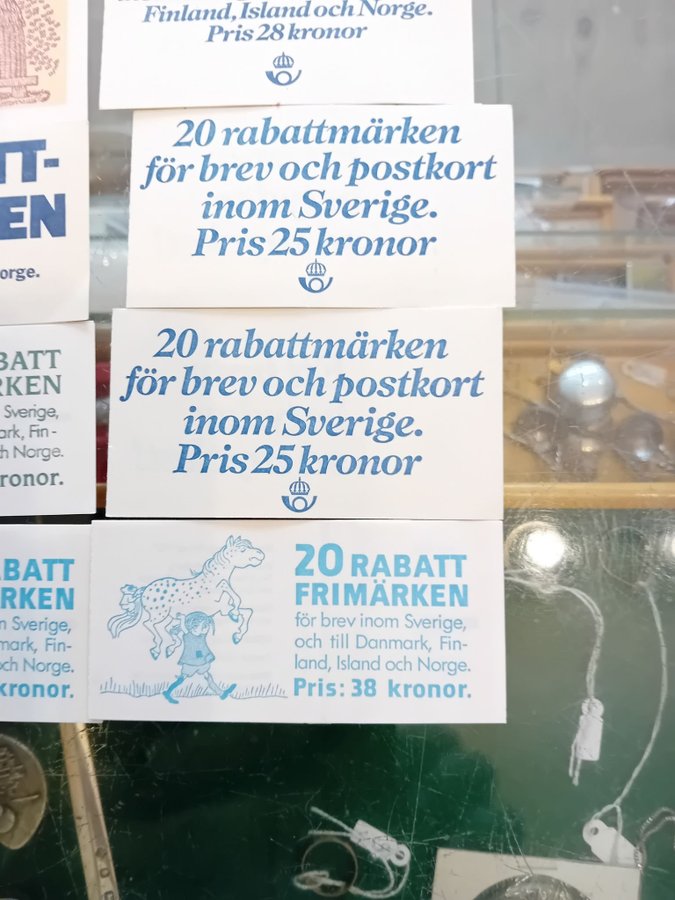 Finland, Island och Norge.
Pris 28 kronor
20 rabattmärken
för brev och postkort
inom Sverige.
Pris 25 kronor
TT-
EN
orge.
20 rabattmärken
för brev och postkort
inom Sverige.
Pris 25 kronor
BATT
RKEN
Sverige,
ark, Fin-
h Norge.
ronor.
20 RABATT
FRIMÄRKEN
för brev inom Sverige,
och till Danmark, Fin-
land, Island och Norge.
Pris: 38 kronor.
BATT
RKEN
n Sverige,
mark, Fin-
och Norge.
kronor.